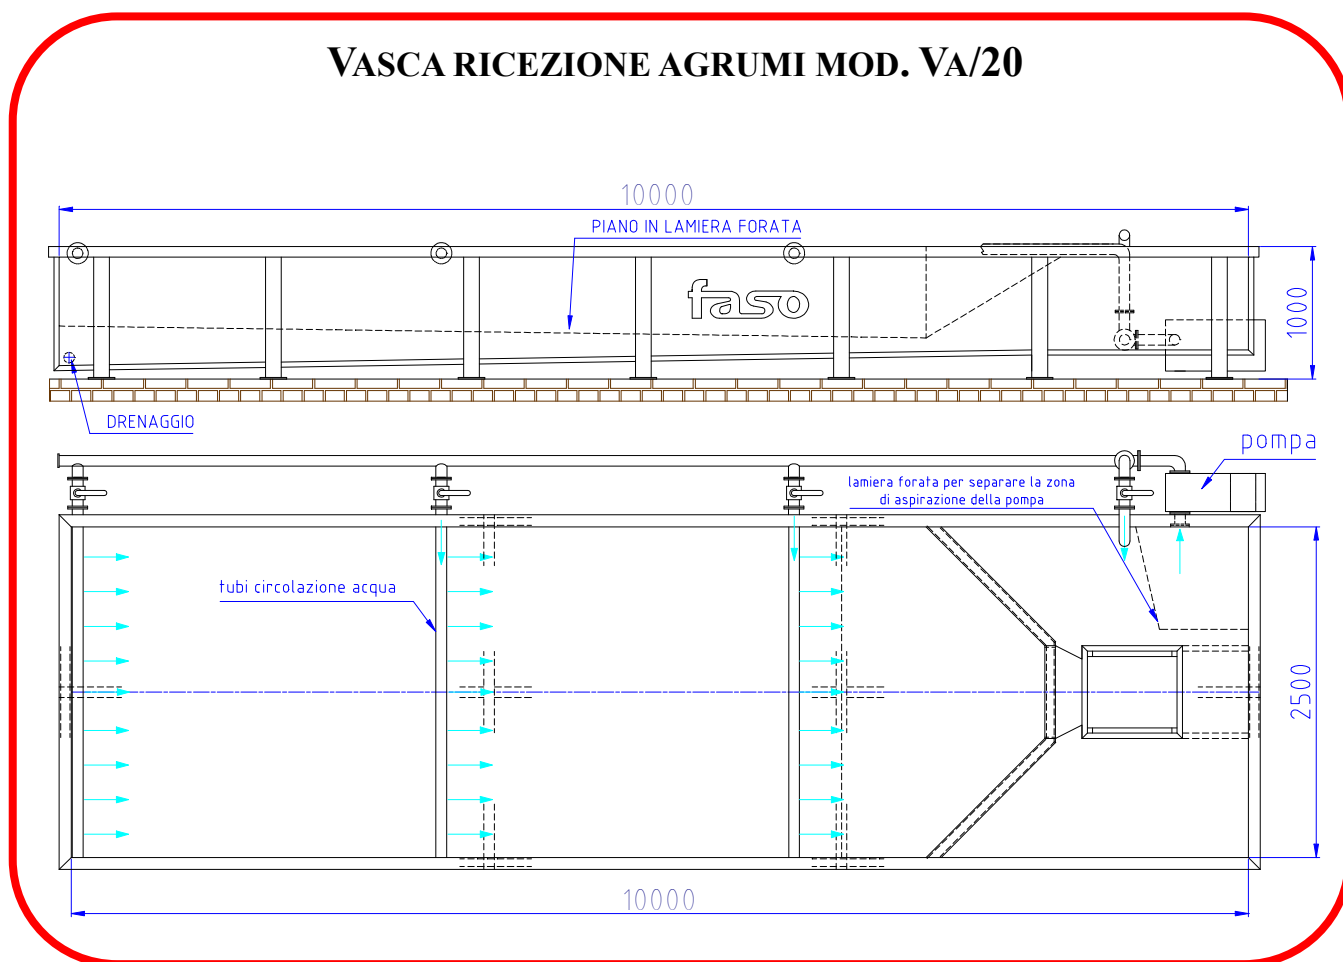 VASCA RICEZIONE AGRUMI MOD. VA/20
10000
PIANO IN LAMIERA FORATA
faso
1000
DRENAGGIO
pompa
lamiera forata per separare la zona
di aspirazione della pompa
tubi circolazione acqua
2500
10000